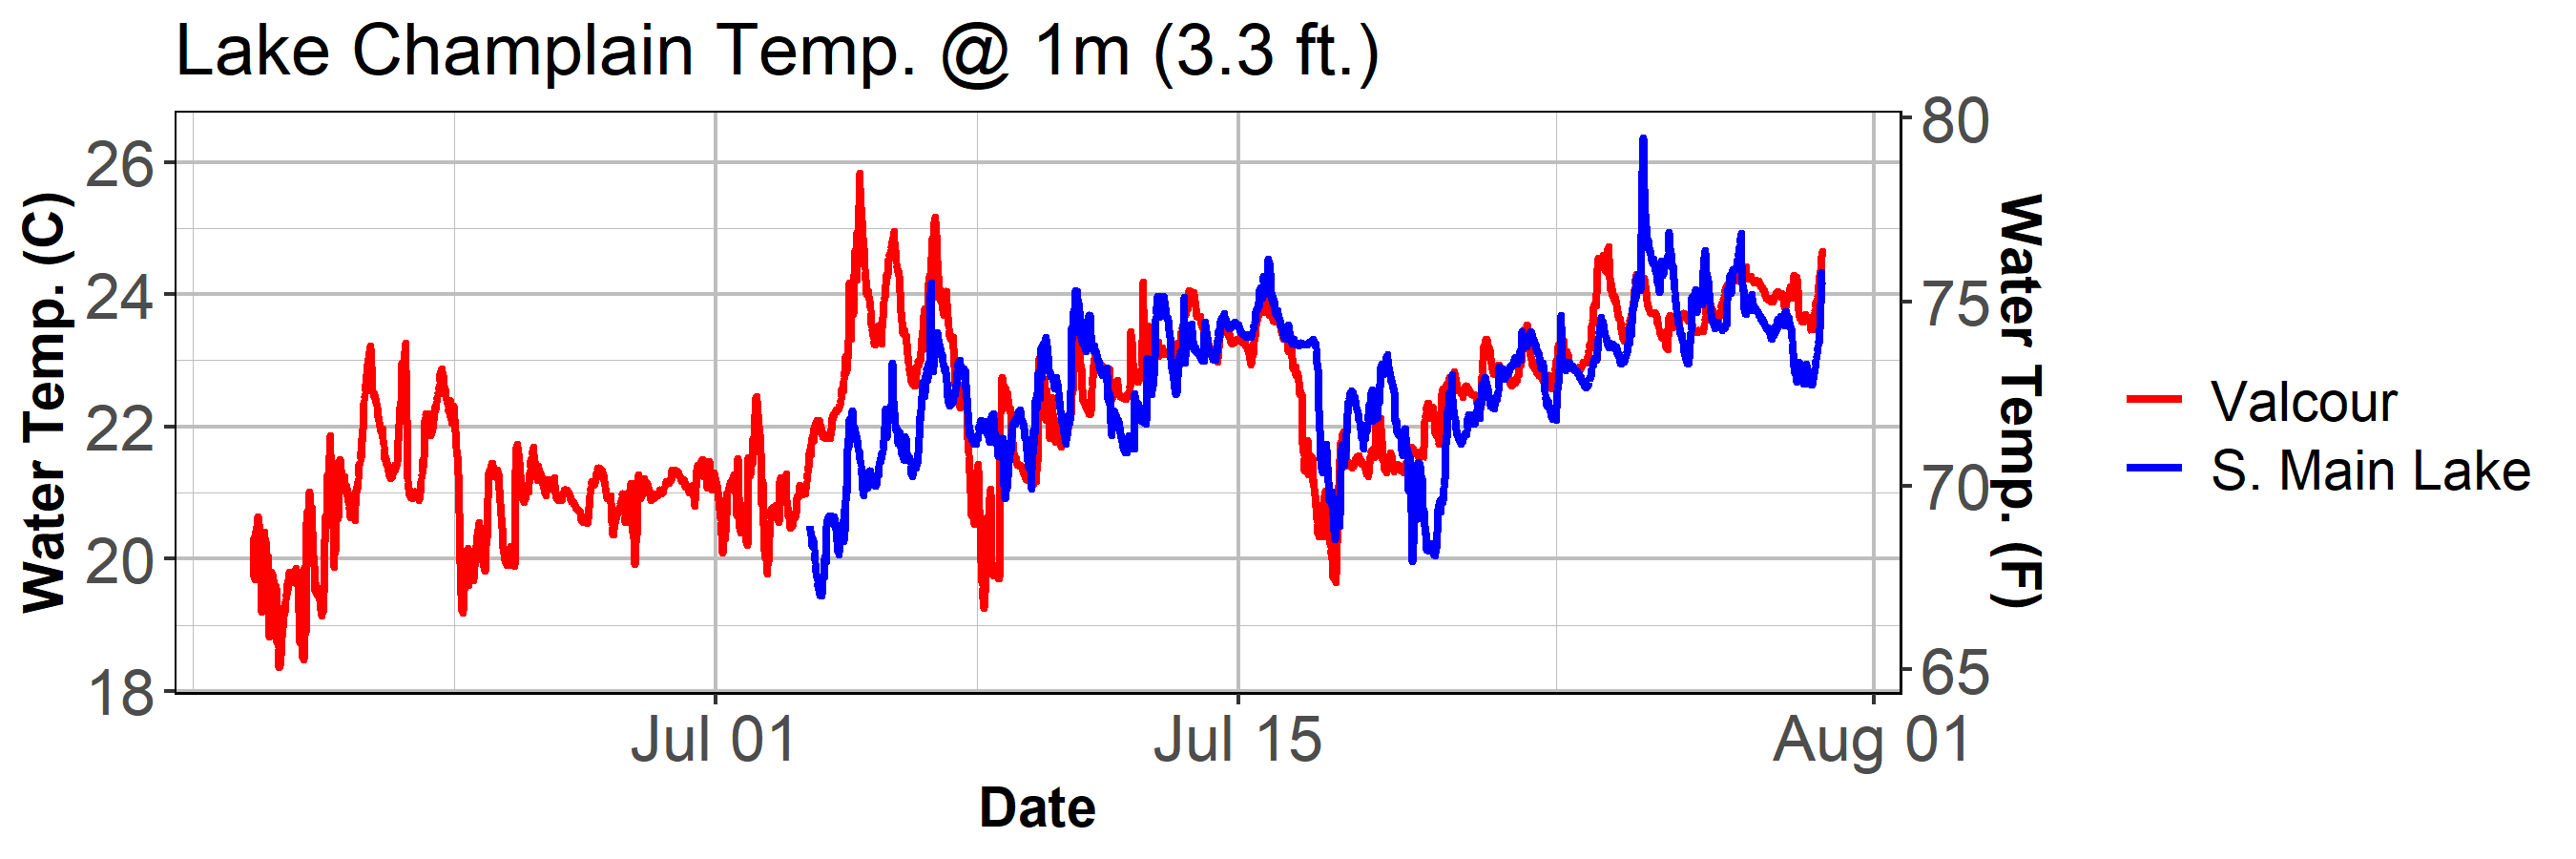 Lake Champlain Temp. @ 1m (3.3 ft.)
Water Temp. (C)
26
24
22
20
18
80
75
70
65
Water Temp. (F)
Jul 01
Jul 15
Aug 01
Date
Valcour
S. Main Lake